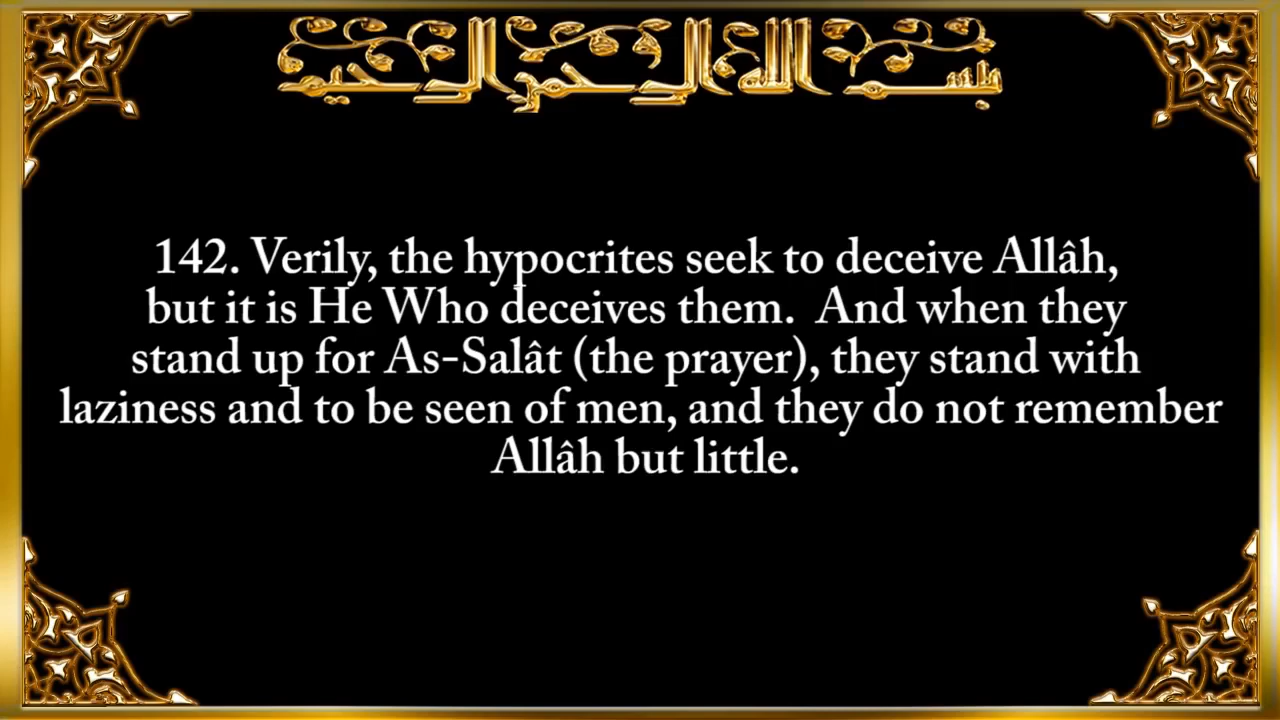 بسم الله الرحمن الرحيم
142. Verily, the hypocrites seek to deceive Allâh,
but it is He Who deceives them.  And when they
stand up for As-Salât (the prayer), they stand with
laziness and to be seen of men, and they do not remember
Allâh but little.